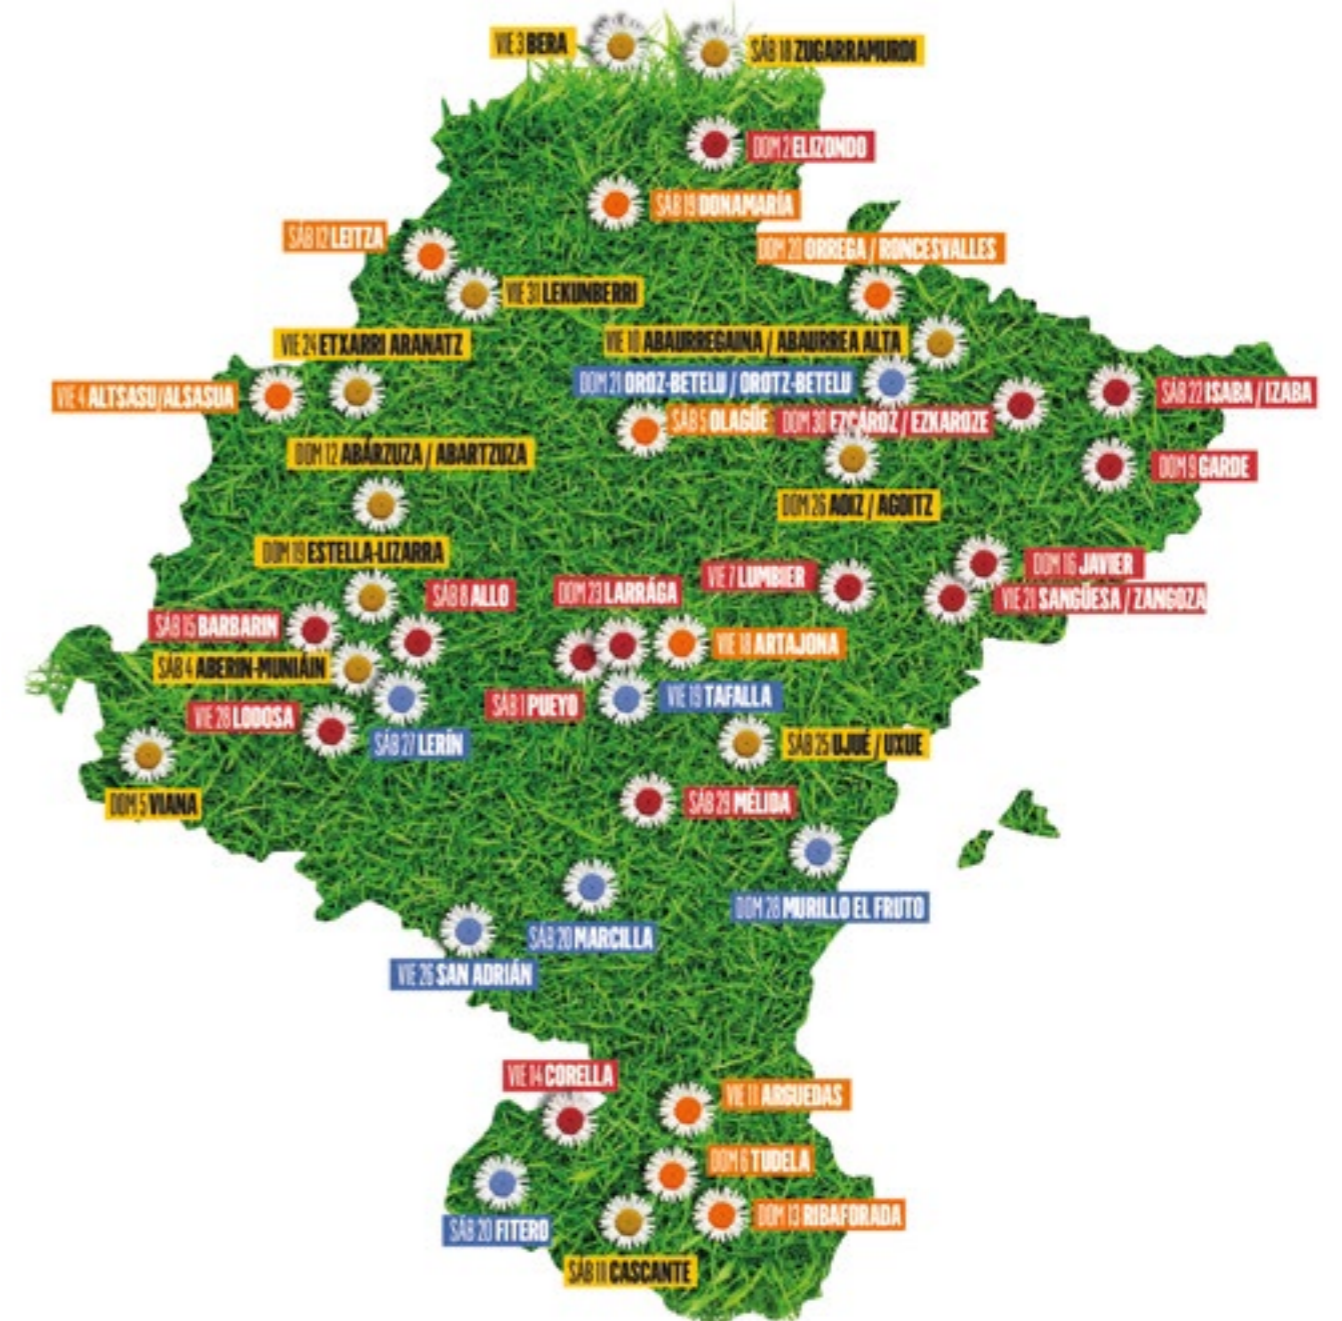 VIE 3 BERA
SÁB 18 ZUGARRAMURDI
DOM 2 ELIZONDO
SÁB 19 DONAMARÍA
SÁB 12 LEITZA
DOM 20 ORREGA / RONCESVALLES
VIE 31 LEKUNBERRI
VIE 24 ETXARRI ARANATZ
VIE 10 ABAURREGAINA / ABAURREA ALTA
DOM 21 OROZ-BETELU / OROTZ-BETELU
VIE 4 ALTSASU/ALSASUA
SÁB 22 ISABA / IZABA
SÁB 5 OLAGÜE
DOM 30 EZCÁROZ / EZKAROZE
DOM 12 ABÁRZUZA / ABARTZUZA
DOM 9 GARDE
DOM 26 AOIZ / AGOITZ
DOM 19 ESTELLA-LIZARRA
DOM 16 JAVIER
VIE 7 LUMBIER
SÁB 8 ALLO
DOM 23 LARRÁGA
VIE 21 SANGÜESA / ZANGOZA
SÁB 15 BARBARIN
VIE 18 ARTAJONA
SÁB 4 ABERIN-MUNIÁIN
SÁB 1 PUEYO
VIE 19 TAFALLA
VIE 28 LODOSA
SÁB 27 LERÍN
SÁB 25 UJUÉ / UXUE
DOM 5 VIANA
SÁB 29 MÉLIDA
DOM 28 MURILLO EL FRUTO
SÁB 20 MARCILLA
VIE 26 SAN ADRIÁN
VIE 14 CORELLA
VIE 11 ARGUEDAS
DOM 6 TUDELA
DOM 13 RIBAFORADA
SÁB 20 FITERO
SÁB 11 CASCANTE